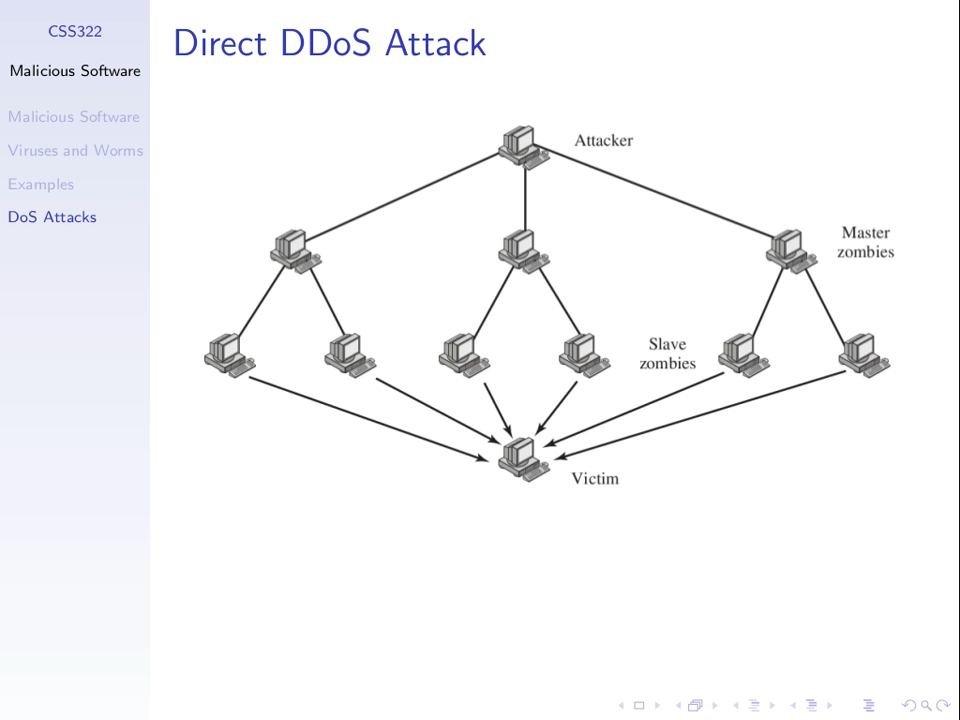 CSS322
Malicious Software
Malicious Software
Viruses and Worms
Examples
DoS Attacks
Direct DDoS Attack
Attacker
Master
zombies
Slave
zombies
Victim